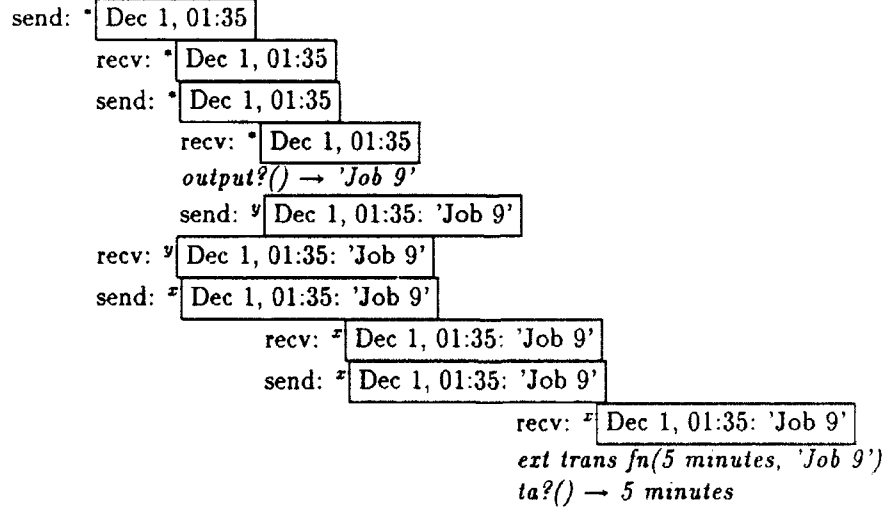 send: * Dec 1, 01:35
recv: * Dec 1, 01:35
send: * Dec 1, 01:35
recv: * Dec 1, 01:35
output?() → 'Job 9'
send: y Dec 1, 01:35: 'Job 9'
recv: y Dec 1, 01:35: 'Job 9'
send: x Dec 1, 01:35: 'Job 9'
recv: x Dec 1, 01:35: 'Job 9'
send: x Dec 1, 01:35: 'Job 9'
recv: x Dec 1, 01:35: 'Job 9'
ext trans fn(5 minutes, 'Job 9')
ta?() → 5 minutes